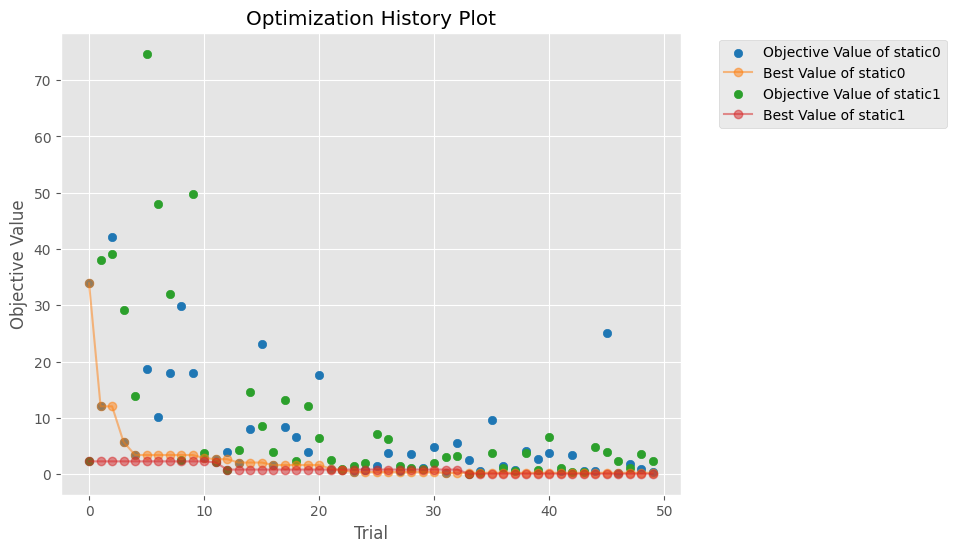 Optimization History Plot
Objective Value of static0
Best Value of static0
Objective Value of static1
Best Value of static1
Objective Value
70
60
50
40
30
20
10
0
0 10 20 30 40 50
Trial